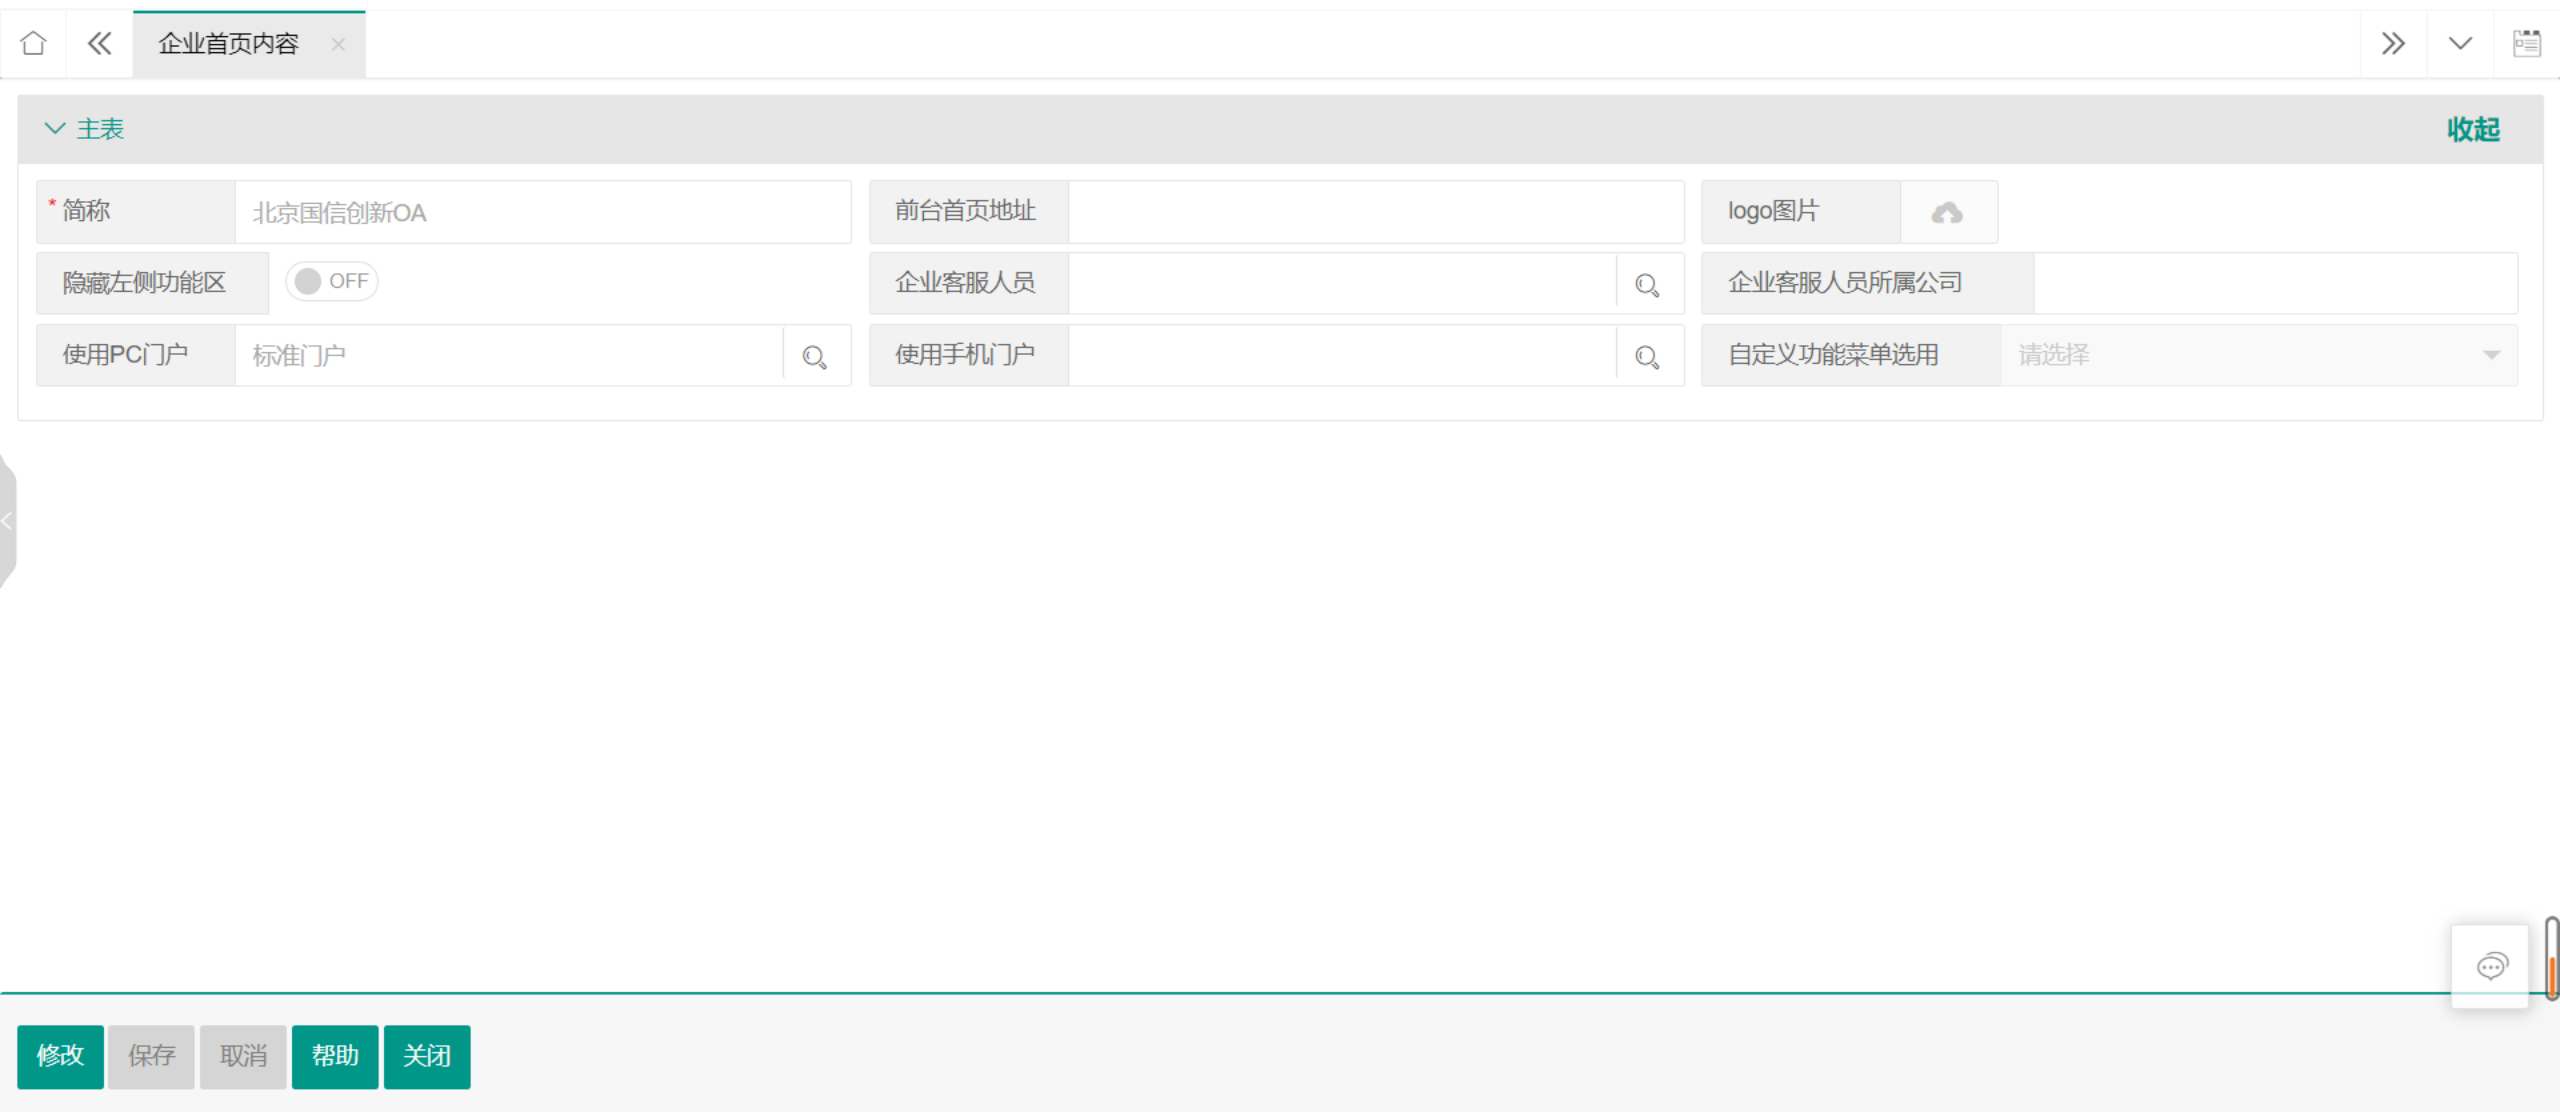 企业首页内容
主表 收起
* 简称 北京国信创新OA 前台首页地址 logo图片
隐藏左侧功能区 OFF 企业客服人员 企业客服人员所属公司
使用PC门户 标准门户 使用手机门户 自定义功能菜单选用 请选择
修改 保存 取消 帮助 关闭